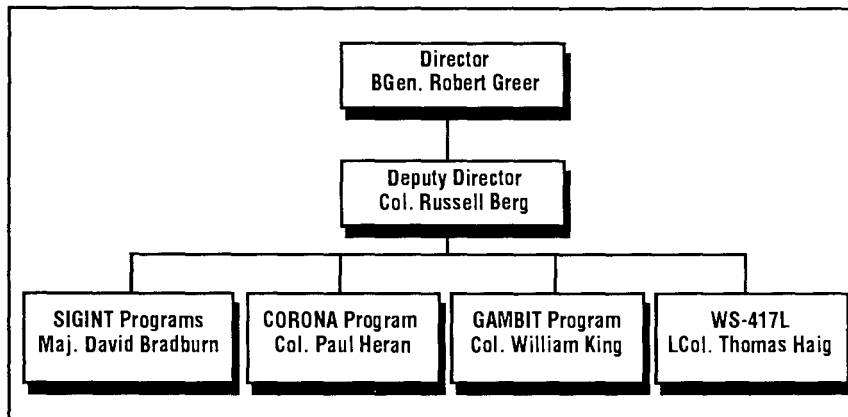 Director
BGen. Robert Greer
Deputy Director
Col. Russell Berg
SIGINT Programs
Maj. David Bradburn
CORONA Program
Col. Paul Heran
GAMBIT Program
Col. William King
WS-417L
LCol. Thomas Haig